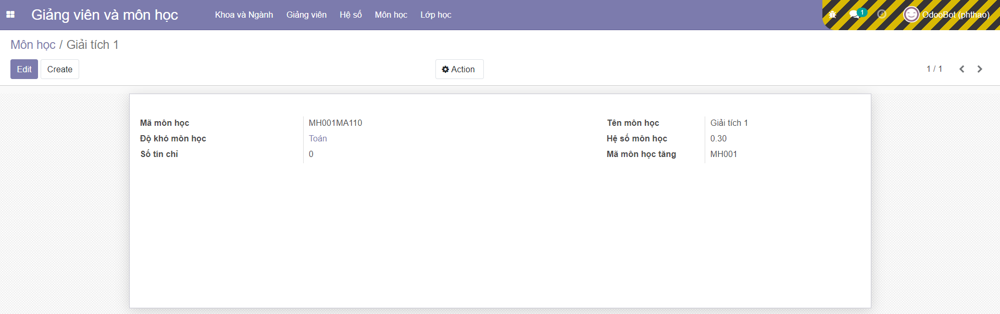 Giảng viên và môn học Khoa và Ngành Giảng viên Hệ số Môn học Lớp học 1 OdooBot (phthao)
Môn học / Giải tích 1
Edit Create Action 1 / 1
Mã môn học MH001MA110 Tên môn học Giải tích 1
Độ khó môn học Toán Hệ số môn học 0.30
Số tín chỉ 0 Mã môn học tăng MH001